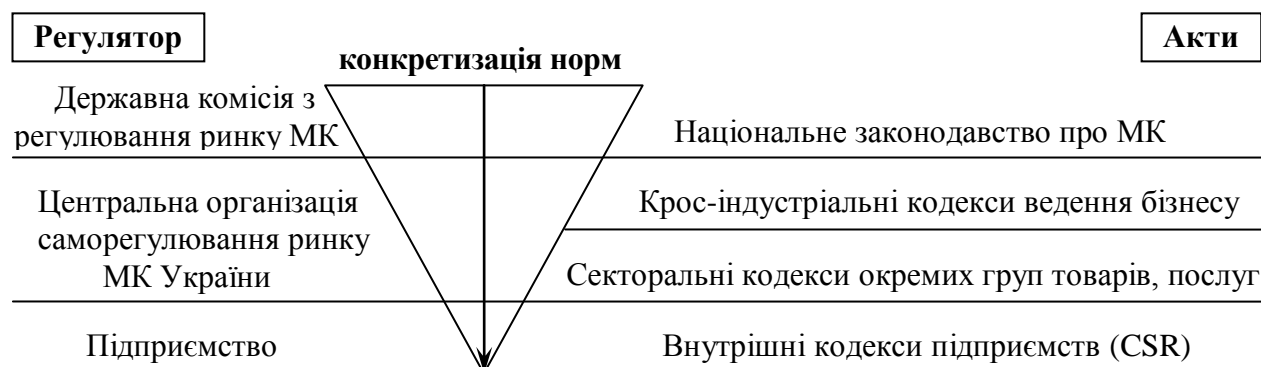 Регулятор
Акти
конкретизація норм
Державна комісія з
регулювання ринку МК
Національне законодавство про МК
Центральна організація
саморегулювання ринку
МК України
Крос-індустріальні кодекси ведення бізнесу
Секторальні кодекси окремих груп товарів, послуг
Підприємство
Внутрішні кодекси підприємств (CSR)